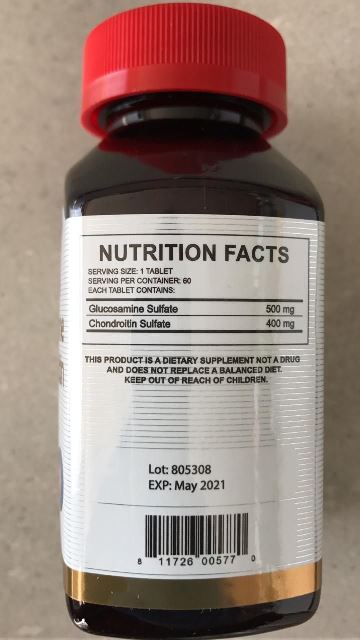 NUTRITION FACTS
SERVING SIZE: 1 TABLET
SERVING PER CONTAINER: 60
EACH TABLET CONTAINS:
Glucosamine Sulfate 500 mg
Chondroitin Sulfate 400 mg
THIS PRODUCT IS A DIETARY SUPPLEMENT NOT A DRUG
AND DOES NOT REPLACE A BALANCED DIET.
KEEP OUT OF REACH OF CHILDREN.
Lot: 805308
EXP: May 2021
8 11726 00577 0